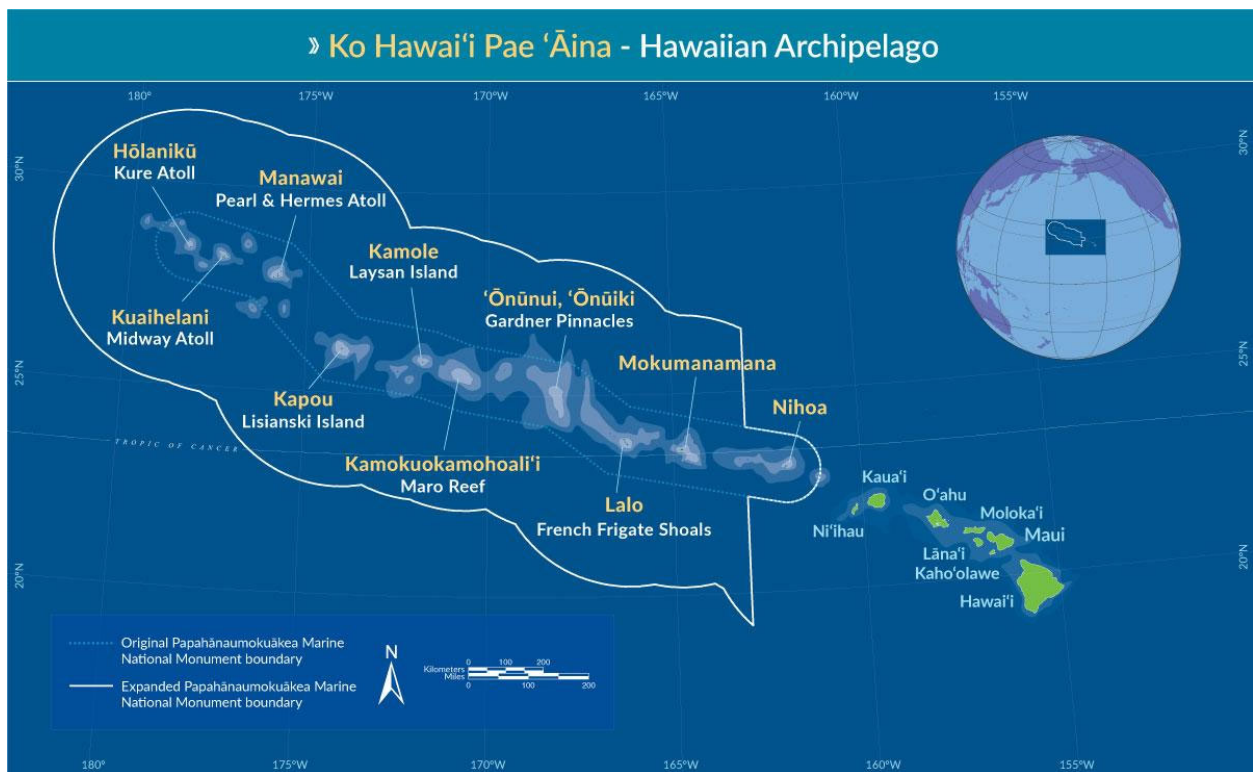 » Ko Hawaiʻi Pae ʻĀina - Hawaiian Archipelago
180°
175°W
170°W
165°W
160°W
155°W
30°N
30°N
25°N
25°N
20°N
20°N
Hōlanikū
Kure Atoll
Manawai
Pearl & Hermes Atoll
Kamole
Laysan Island
Kuaihelani
Midway Atoll
ʻŌnūnui, ʻŌnūiki
Gardner Pinnacles
Mokumanamana
Kapou
Lisianski Island
Nihoa
TROPIC OF CANCER
Kamokuokamohoaliʻi
Maro Reef
Lalo
French Frigate Shoals
Kauaʻi
Niʻihau
Oʻahu
Molokaʻi
Maui
Lānaʻi
Kahoʻolawe
Hawaiʻi
Original Papahānaumokuākea Marine
National Monument boundary
Expanded Papahānaumokuākea Marine
National Monument boundary
N
0 100 200
Kilometers
Miles
0 100 200
180°
175°W
170°W
165°W
160°W
155°W